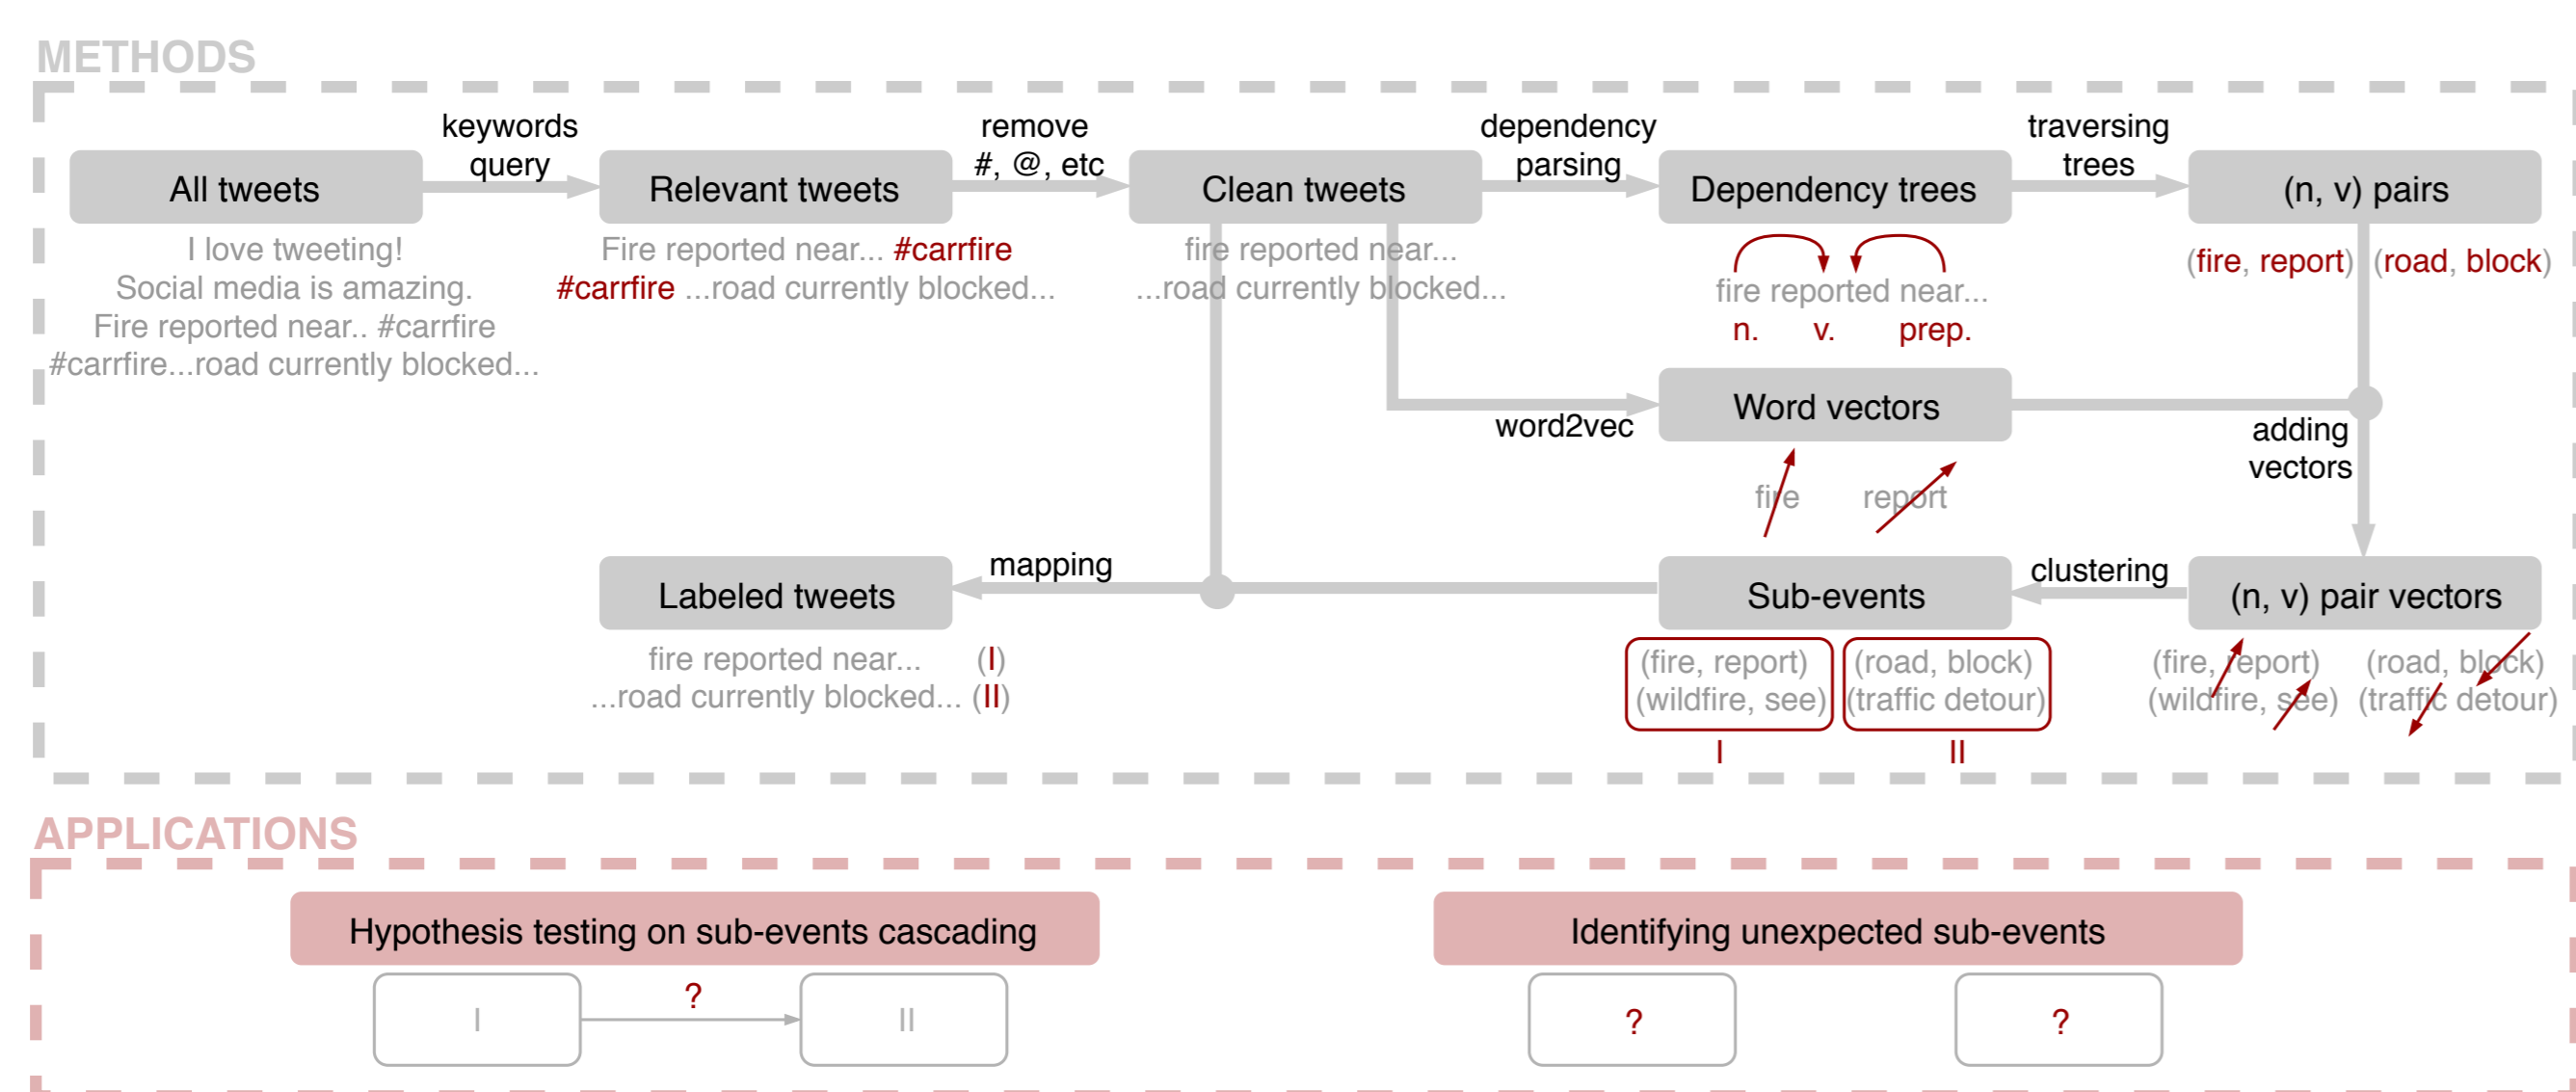 METHODS
keywords
query
remove
#, @, etc
dependency
parsing
traversing
trees
All tweets
Relevant tweets
Clean tweets
Dependency trees
(n, v) pairs
I love tweeting!
Social media is amazing.
Fire reported near.. #carrfire
#carrfire...road currently blocked...
Fire reported near... #carrfire
#carrfire ...road currently blocked...
fire reported near...
...road currently blocked...
fire reported near...
n. v. prep.
(fire, report) (road, block)
word2vec
Word vectors
adding
vectors
fire report
Labeled tweets
mapping
Sub-events
clustering
(n, v) pair vectors
fire reported near... (I)
...road currently blocked... (II)
(fire, report)
(wildfire, see)
I
(road, block)
(traffic detour)
II
(fire, report) (road, block)
(wildfire, see) (traffic detour)
APPLICATIONS
Hypothesis testing on sub-events cascading
I ? II
Identifying unexpected sub-events
? ?